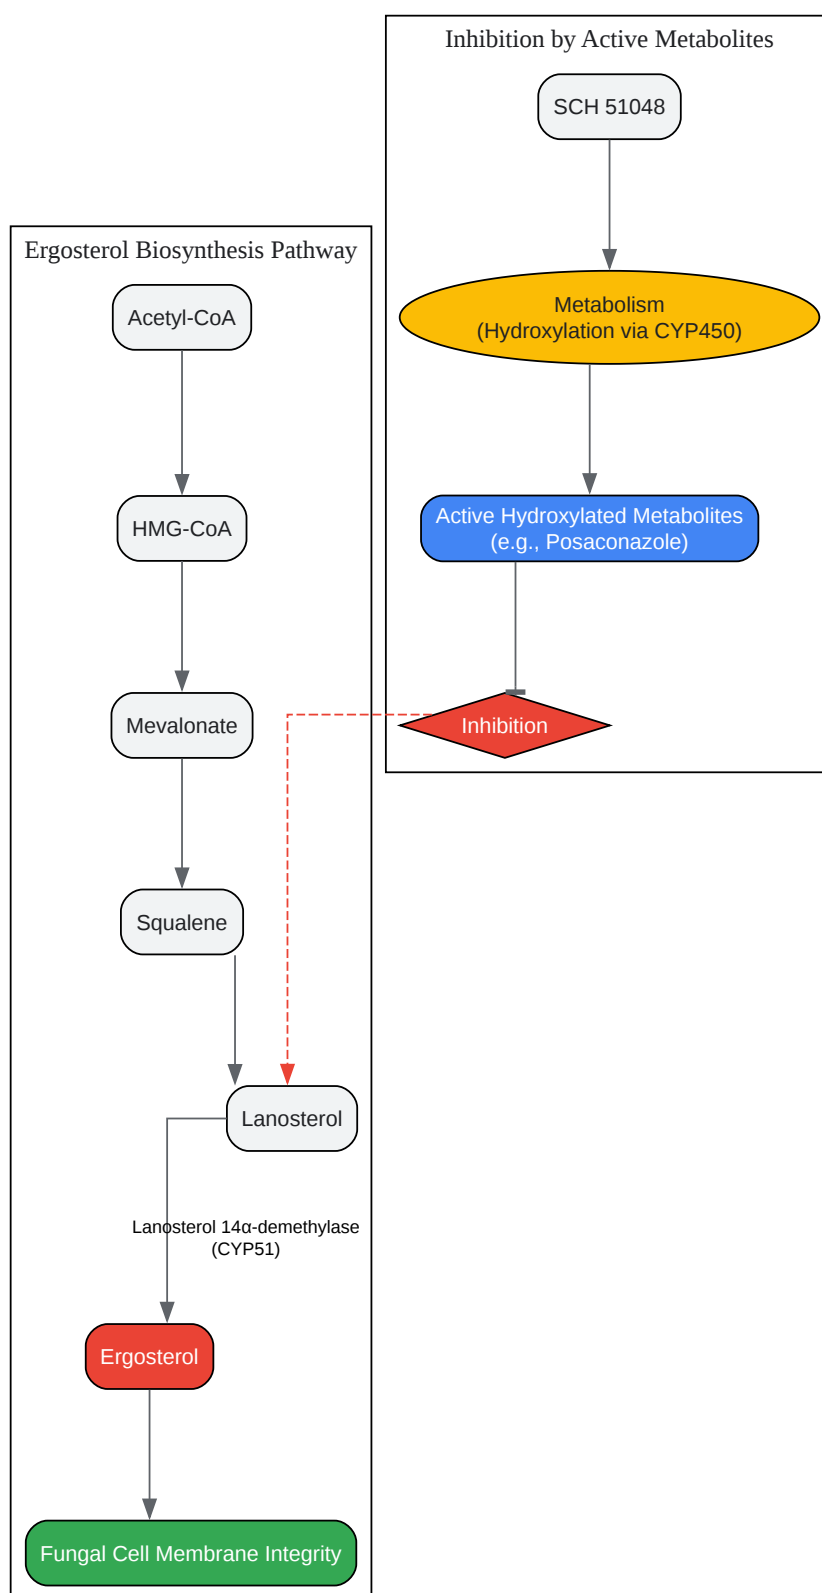 Inhibition by Active Metabolites
SCH 51048
Metabolism
(Hydroxylation via CYP450)
Active Hydroxylated Metabolites
(e.g., Posaconazole)
Inhibition
Ergosterol Biosynthesis Pathway
Acetyl-CoA
HMG-CoA
Mevalonate
Squalene
Lanosterol
Lanosterol 14α-demethylase
(CYP51)
Ergosterol
Fungal Cell Membrane Integrity